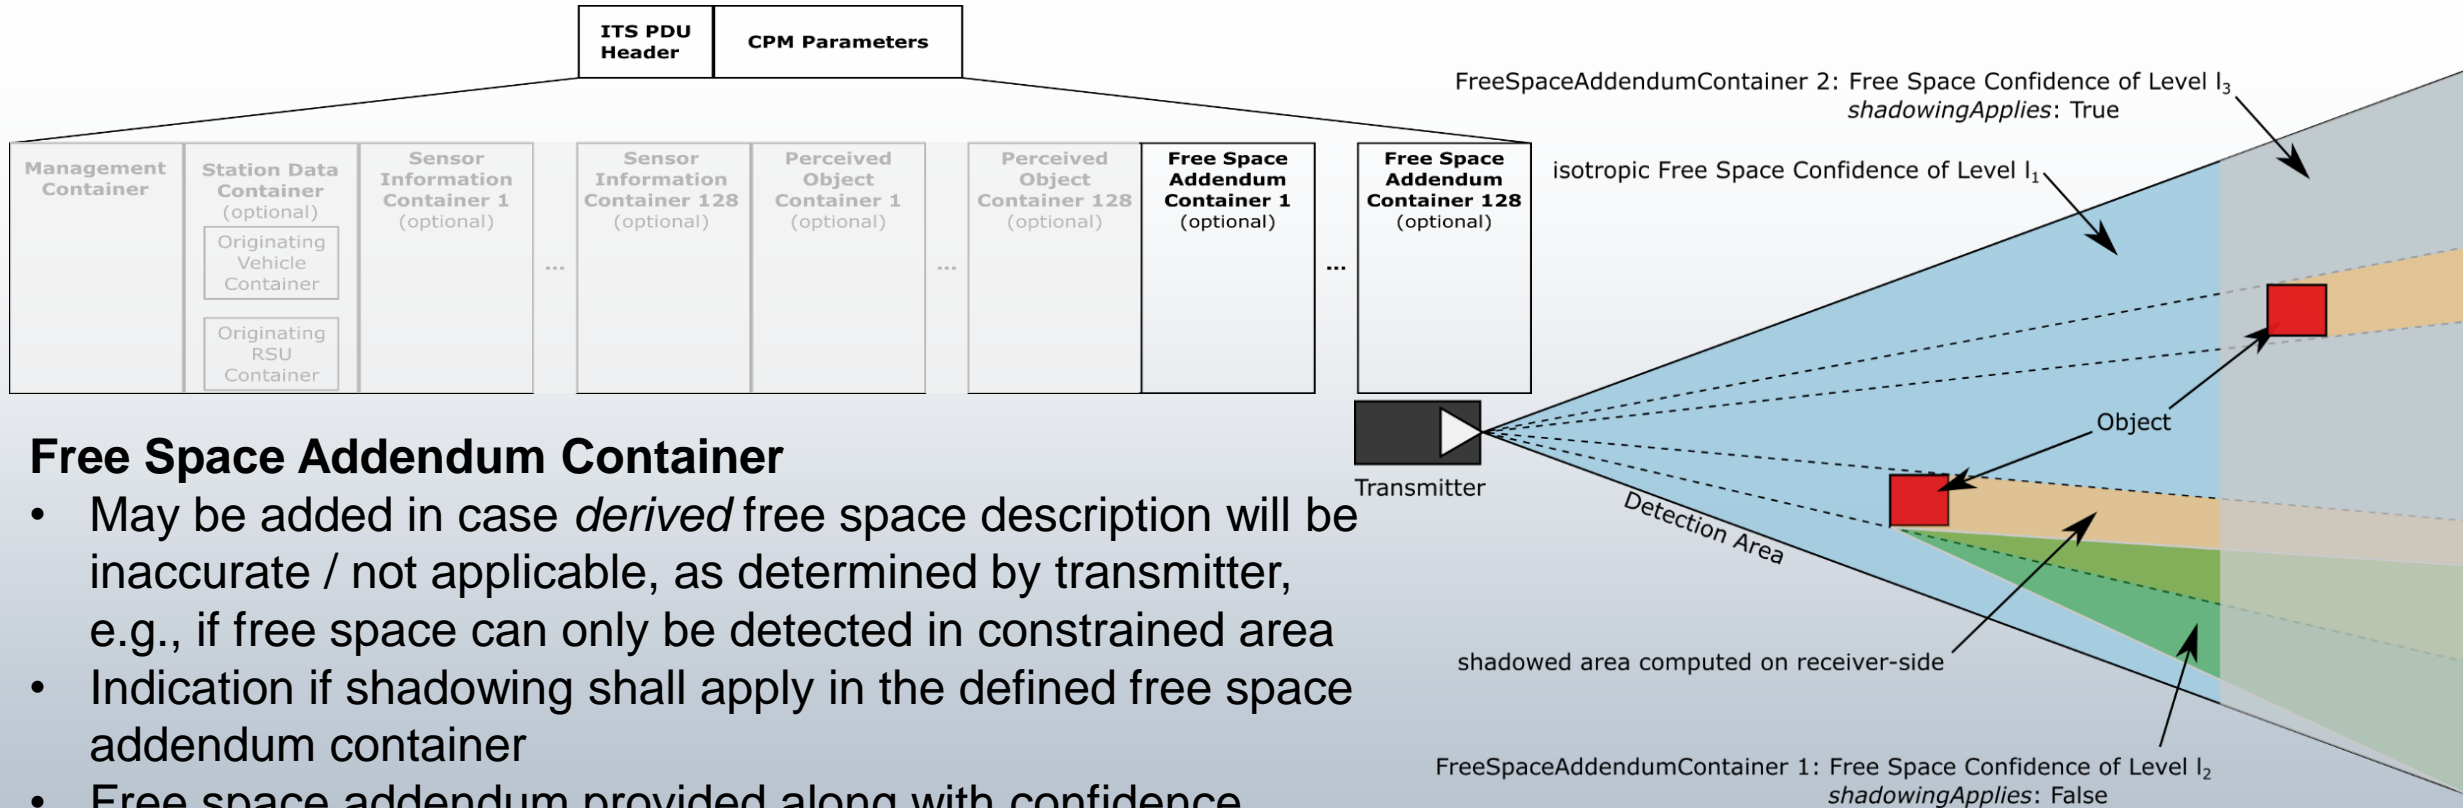 ITS PDU
Header
CPM Parameters
Management
Container
Station Data
Container
(optional)
Originating
Vehicle
Container
Originating
RSU
Container
Sensor
Information
Container 1
(optional)
...
Sensor
Information
Container 128
(optional)
Perceived
Object
Container 1
(optional)
...
Perceived
Object
Container 128
(optional)
Free Space
Addendum
Container 1
(optional)
...
Free Space
Addendum
Container 128
(optional)
FreeSpaceAddendumContainer 2: Free Space Confidence of Level l₃
shadowingApplies: True
isotropic Free Space Confidence of Level l₁
Object
Transmitter
Detection Area
shadowed area computed on receiver-side
FreeSpaceAddendumContainer 1: Free Space Confidence of Level l₂
shadowingApplies: False
Free Space Addendum Container
• May be added in case derived free space description will be
inaccurate / not applicable, as determined by transmitter,
e.g., if free space can only be detected in constrained area
• Indication if shadowing shall apply in the defined free space
addendum container
• Free space addendum provided along with confidence